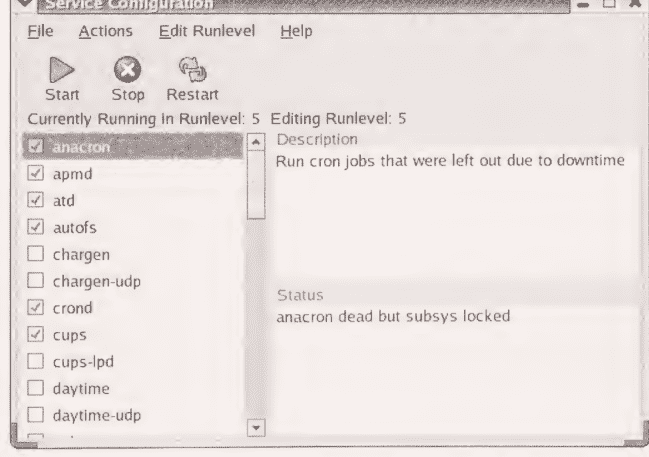 Service Configuration
File Actions Edit Runlevel Help
Start Stop Restart
Currently Running in Runlevel: 5 Editing Runlevel: 5
anacron
apmd
atd
autofs
chargen
chargen-udp
crond
cups
cups-lpd
daytime
daytime-udp
Description
Run cron jobs that were left out due to downtime
Status
anacron dead but subsys locked